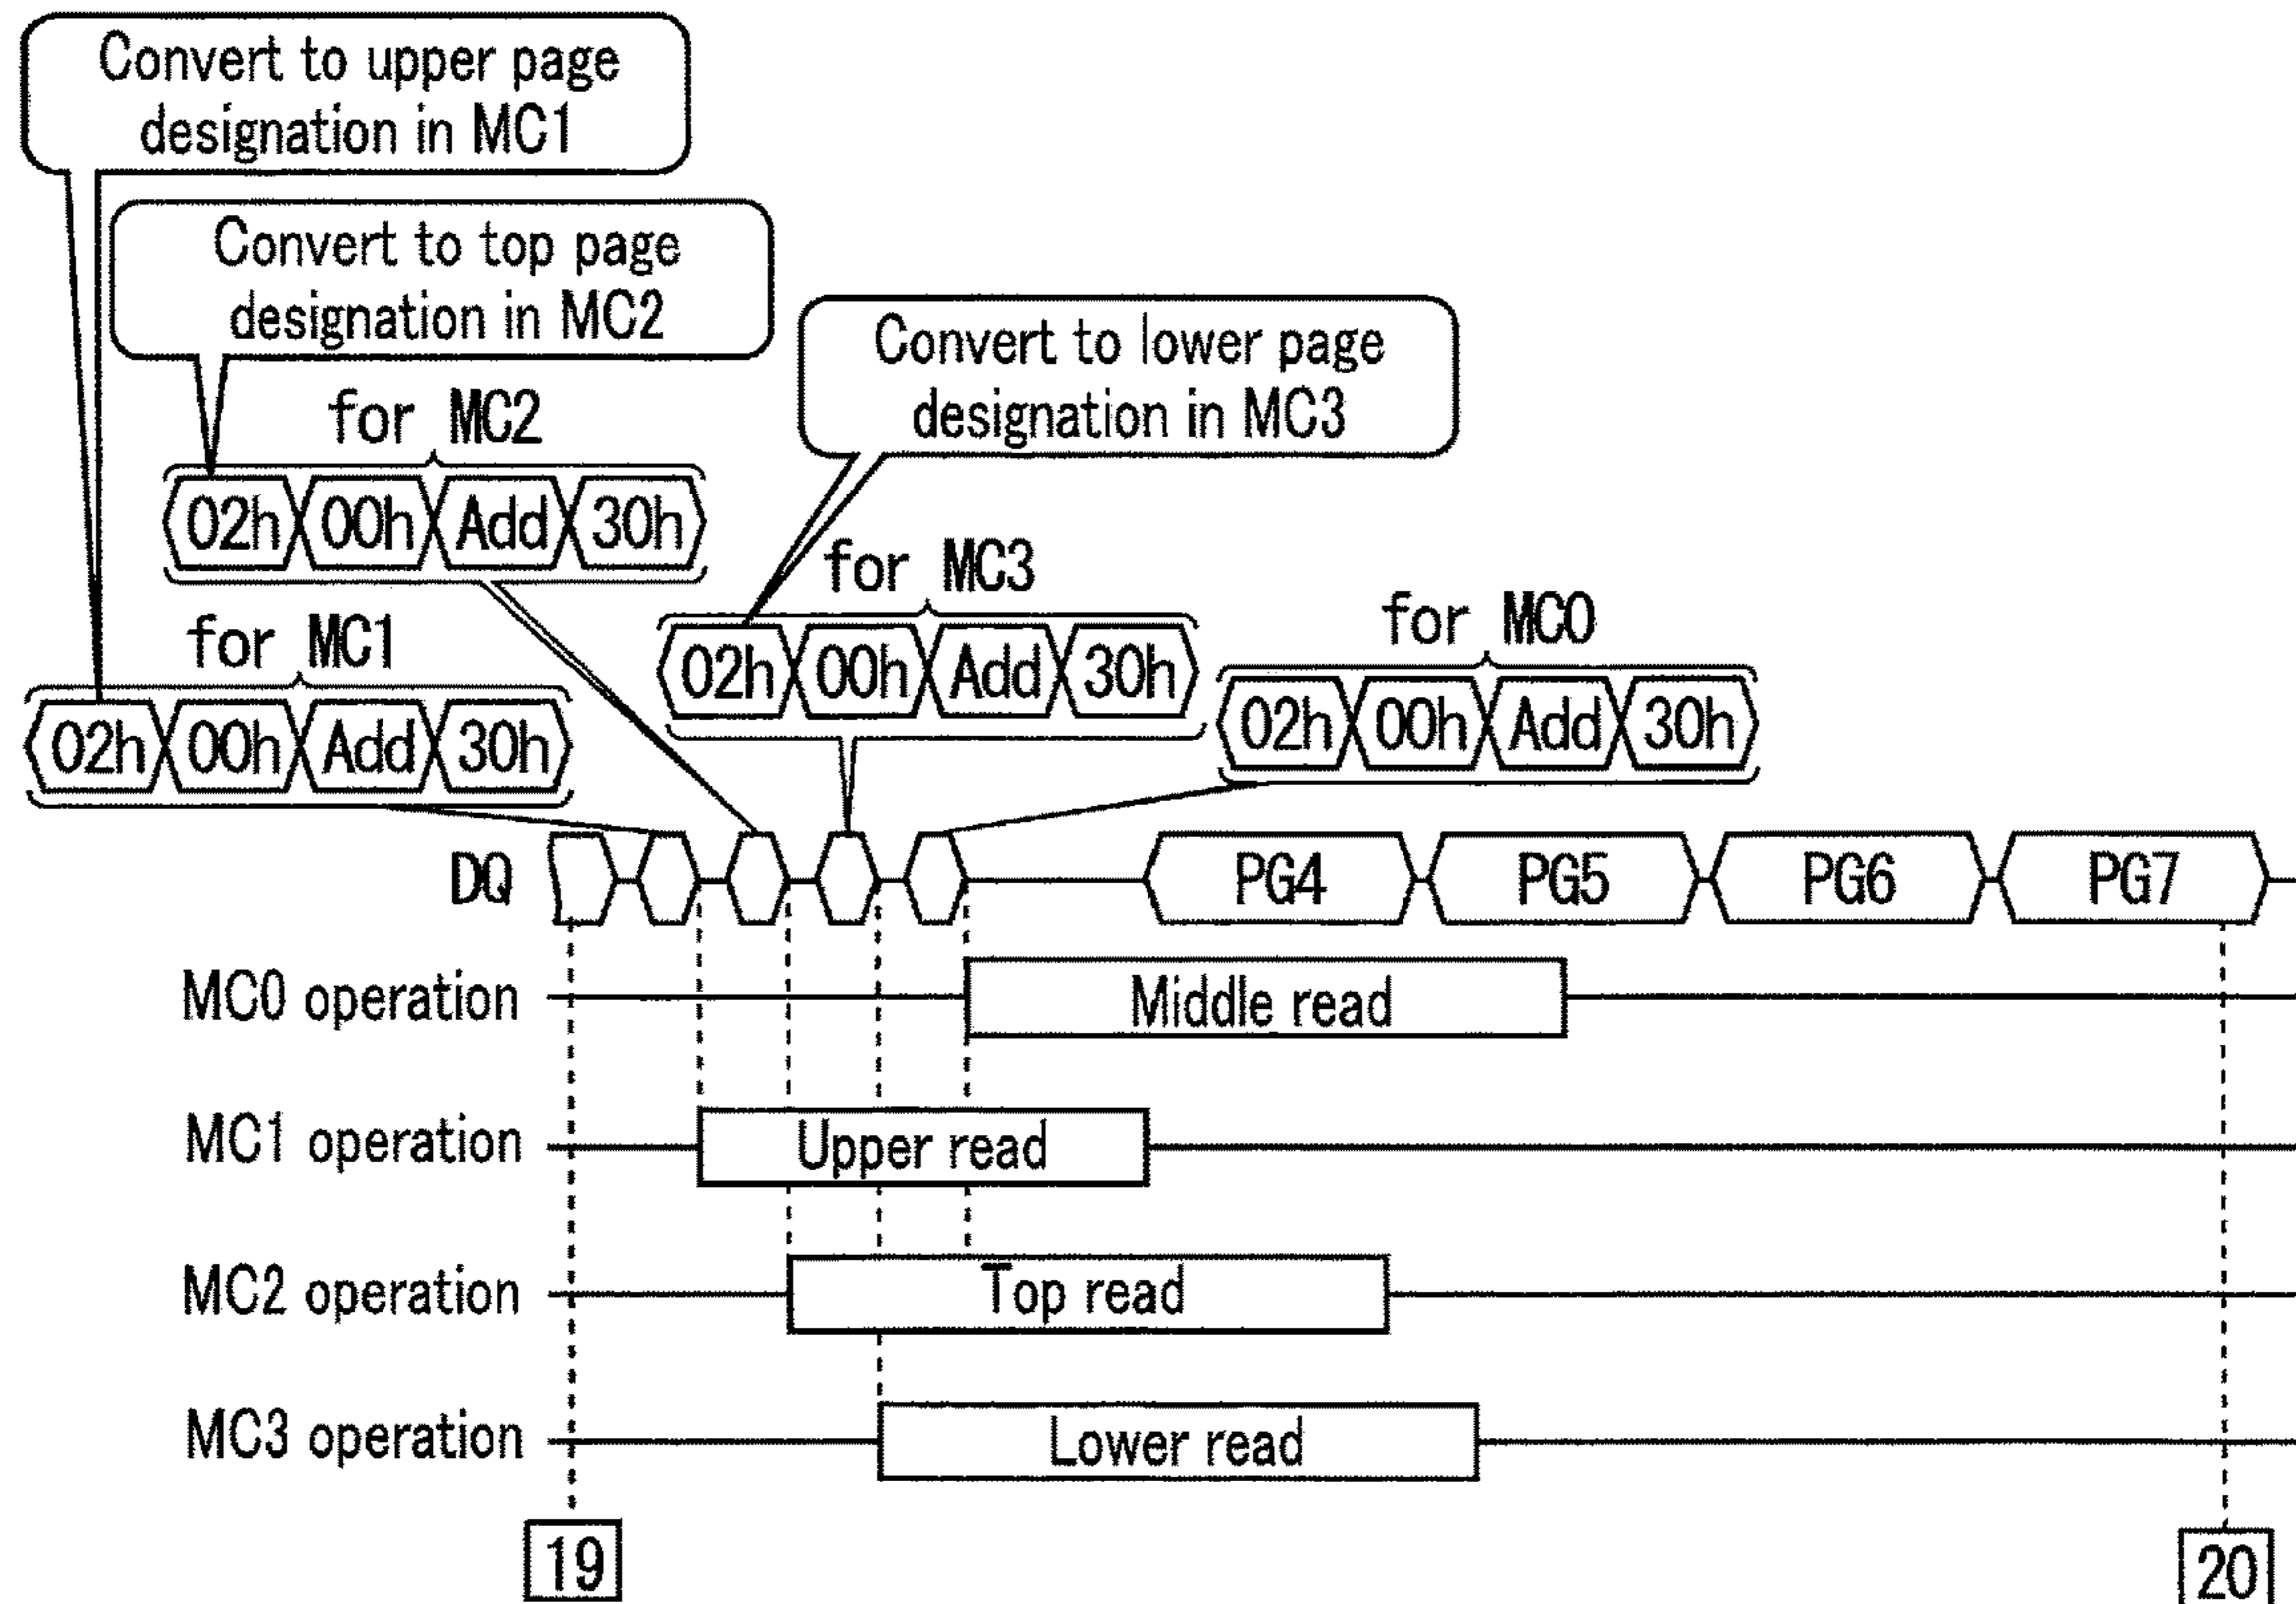 Convert to upper page
designation in MC1
Convert to top page
designation in MC2
Convert to lower page
designation in MC3
for MC2
02h 00h Add 30h
for MC3
02h 00h Add 30h
for MC0
02h 00h Add 30h
for MC1
02h 00h Add 30h
DQ PG4 PG5 PG6 PG7
MC0 operation Middle read
MC1 operation Upper read
MC2 operation Top read
MC3 operation Lower read
19 20